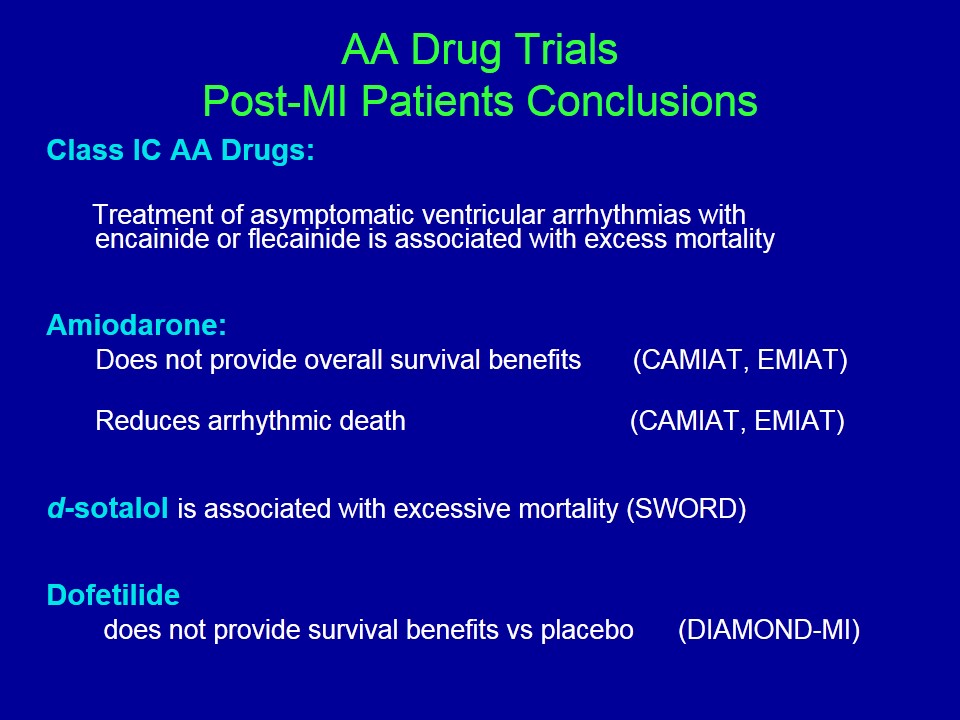 AA Drug Trials
Post-MI Patients Conclusions
Class IC AA Drugs:
Treatment of asymptomatic ventricular arrhythmias with
encainide or flecainide is associated with excess mortality
Amiodarone:
Does not provide overall survival benefits (CAMIAT, EMIAT)
Reduces arrhythmic death (CAMIAT, EMIAT)
d-sotalol is associated with excessive mortality (SWORD)
Dofetilide
does not provide survival benefits vs placebo (DIAMOND-MI)